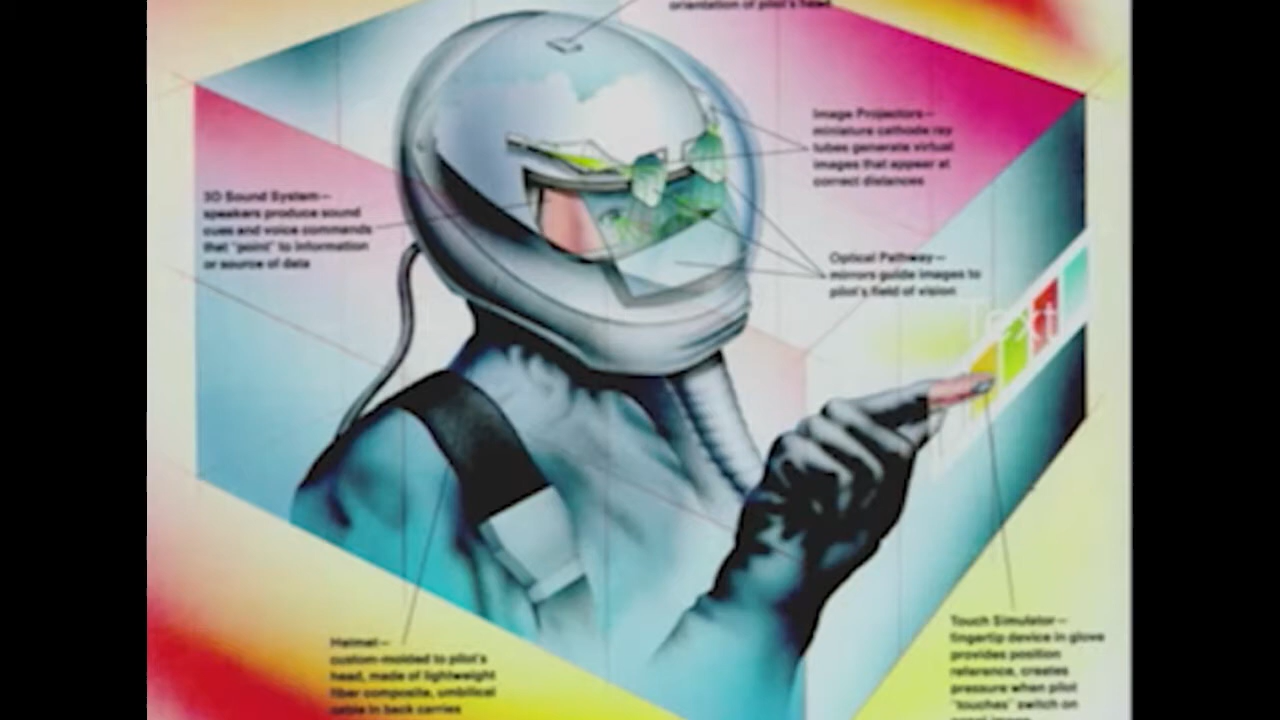 orientation of pilot's head
Image Projectors—
miniature cathode ray
tubes generate virtual
images that appear at
correct distances
3D Sound System—
speakers produce sound
cues and voice commands
that "point" to information
or source of data
Optical Pathway—
mirrors guide images to
pilot's field of vision
Helmet—
custom-molded to pilot's
head, made of lightweight
fiber composite, umbilical
cable in back carries
Touch Simulator—
fingertip device in glove
provides position
reference, creates
pressure when pilot
"touches" switch on
panel image